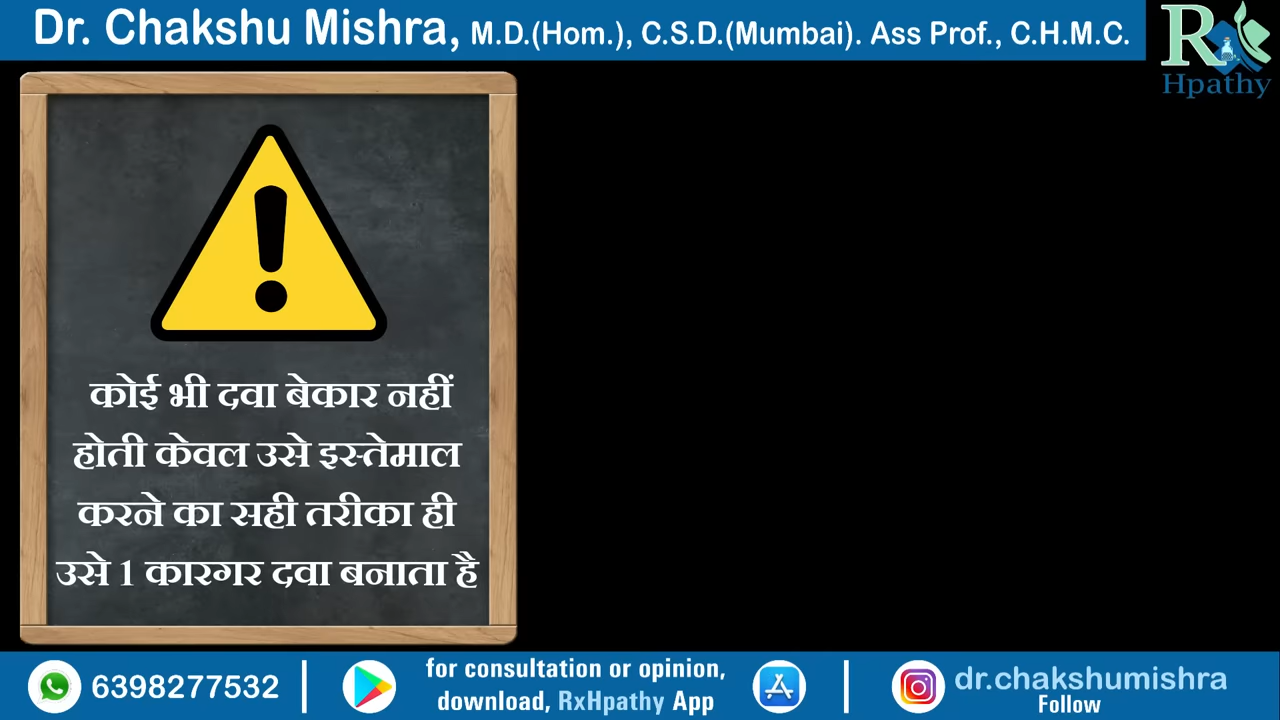 Dr. Chakshu Mishra, M.D.(Hom.), C.S.D.(Mumbai). Ass Prof., C.H.M.C.
Rx
Hpathy
कोई भी दवा बेकार नहीं
होती केवल उसे इस्तेमाल
करने का सही तरीका ही
उसे 1 कारगर दवा बनाता है
6398277532
for consultation or opinion,
download, RxHpathy App
dr.chakshumishra
Follow